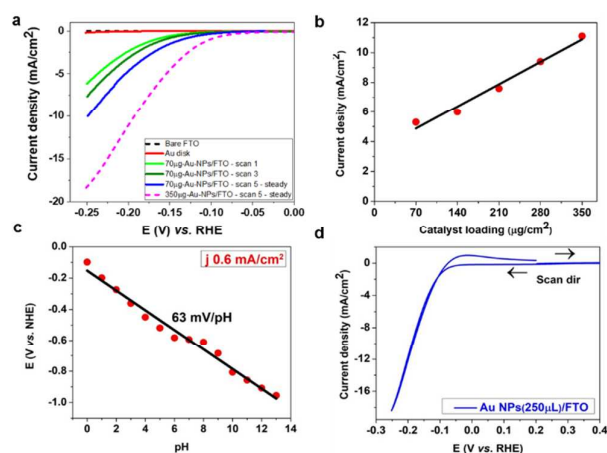 a
Current density (mA/cm²)
0
-5
-10
-15
-20
Bare FTO
Au disk
70µg-Au-NPs/FTO - scan 1
70µg-Au-NPs/FTO - scan 3
70µg-Au-NPs/FTO - scan 5 - steady
350µg-Au-NPs/FTO - scan 5 - steady
-0.25 -0.20 -0.15 -0.10 -0.05 0.00
E (V) vs. RHE
b
Current desity (mA/cm²)
12
10
8
6
4
2
0
0 70 140 210 280 350
Catalyst loading (µg/cm²)
c
E (V vs. NHE)
0.0
-0.2
-0.4
-0.6
-0.8
-1.0
j 0.6 mA/cm²
63 mV/pH
0 2 4 6 8 10 12 14
pH
d
Current density (mA/cm²)
4
0
-4
-8
-12
-16
Scan dir
Au NPs(250µL)/FTO
-0.3 -0.2 -0.1 0.0 0.1 0.2 0.3 0.4
E (V vs. RHE)